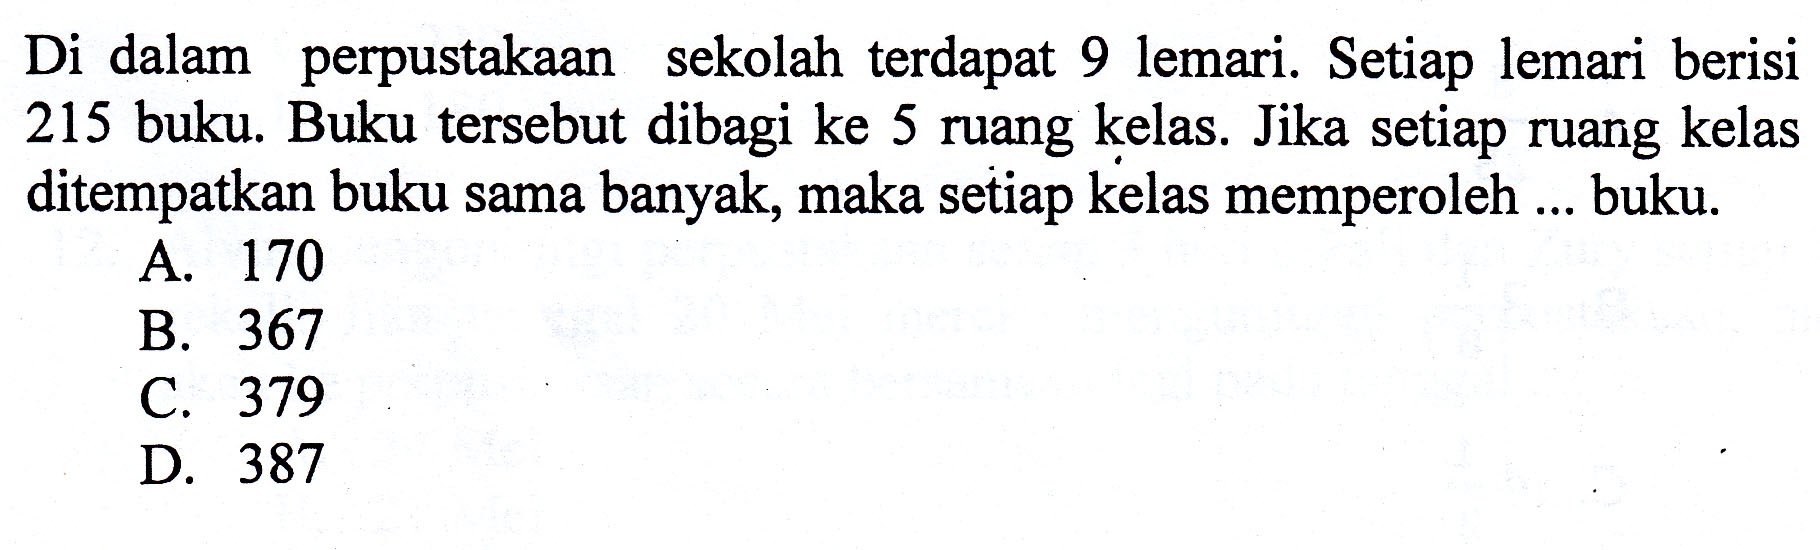 Di dalam perpustakaan sekolah terdapat 9 lemari. Setiap lemari berisi
215 buku. Buku tersebut dibagi ke 5 ruang kelas. Jika setiap ruang kelas
ditempatkan buku sama banyak, maka setiap kelas memperoleh ... buku.
A. 170
B. 367
C. 379
D. 387